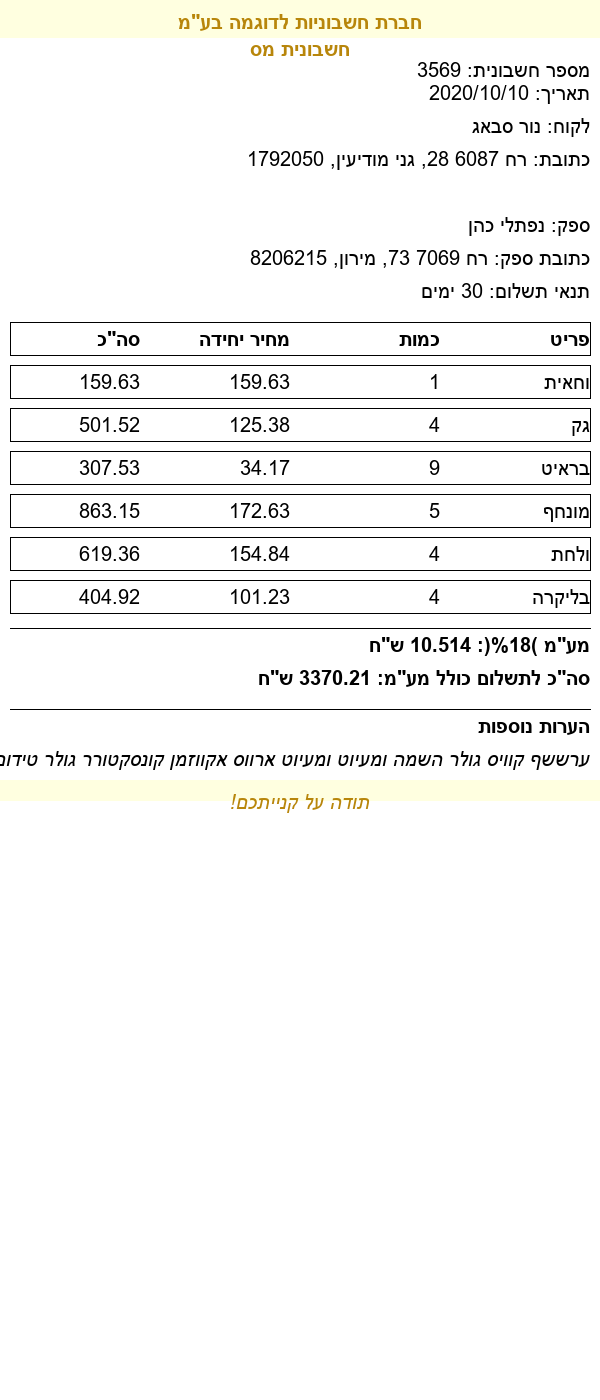 חברת חשבוניות לדוגמה בע"מ
חשבונית מס
מספר חשבונית: 3569
תאריך: 2020/10/10
לקוח: נור סבאג
כתובת: רח 6087 28, גני מודיעין, 1792050
ספק: נפתלי כהן
כתובת ספק: רח 7069 73, מירון, 8206215
תנאי תשלום: 30 ימים
פריט כמות מחיר יחידה סה"כ
וחאית 1 159.63 159.63
גק 4 125.38 501.52
בראיט 9 34.17 307.53
מונחף 5 172.63 863.15
ולחת 4 154.84 619.36
בליקרה 4 101.23 404.92
מע"מ )18%(: 10.514 ש"ח
סה"כ לתשלום כולל מע"מ: 3370.21 ש"ח
הערות נוספות
ערששף קוויס גולר השמה ומעיוט ומעיוט ארווס אקווזמן קונסקטורר גולר טידום
תודה על קנייתכם!